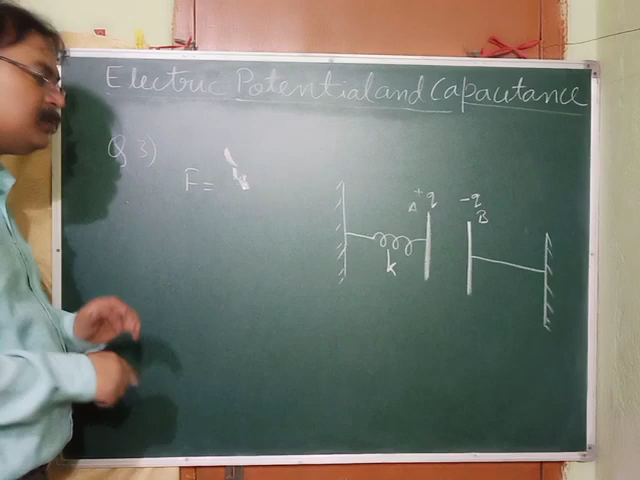 Electric Potential and Capacitance
Q 3)
F =
+q
A
-q
B
k